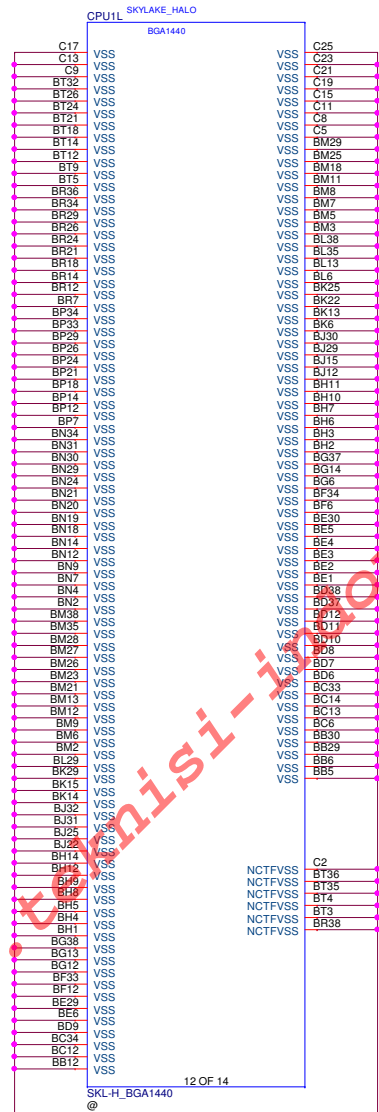 CPU1L SKYLAKE_HALO
BGA1440
C17 VSS
C13 VSS
C9 VSS
BT32 VSS
BT26 VSS
BT24 VSS
BT21 VSS
BT18 VSS
BT14 VSS
BT12 VSS
BT9 VSS
BT5 VSS
BR36 VSS
BR34 VSS
BR29 VSS
BR26 VSS
BR24 VSS
BR21 VSS
BR18 VSS
BR14 VSS
BR12 VSS
BR7 VSS
BP34 VSS
BP33 VSS
BP29 VSS
BP26 VSS
BP24 VSS
BP21 VSS
BP18 VSS
BP14 VSS
BP12 VSS
BP7 VSS
BN34 VSS
BN31 VSS
BN30 VSS
BN29 VSS
BN24 VSS
BN21 VSS
BN20 VSS
BN19 VSS
BN18 VSS
BN14 VSS
BN12 VSS
BN9 VSS
BN7 VSS
BN4 VSS
BN2 VSS
BM38 VSS
BM35 VSS
BM28 VSS
BM27 VSS
BM26 VSS
BM23 VSS
BM21 VSS
BM13 VSS
BM12 VSS
BM9 VSS
BM6 VSS
BM2 VSS
BL29 VSS
BK29 VSS
BK15 VSS
BK14 VSS
BJ32 VSS
BJ31 VSS
BJ25 VSS
BJ22 VSS
BH14 VSS
BH12 VSS
BH9 VSS
BH8 VSS
BH5 VSS
BH4 VSS
BH1 VSS
BG38 VSS
BG13 VSS
BG12 VSS
BF33 VSS
BF12 VSS
BE29 VSS
BE6 VSS
BD9 VSS
BC34 VSS
BC12 VSS
BB12 VSS
VSS C25
VSS C23
VSS C21
VSS C19
VSS C15
VSS C11
VSS C8
VSS C5
VSS BM29
VSS BM25
VSS BM18
VSS BM11
VSS BM8
VSS BM7
VSS BM5
VSS BM3
VSS BL38
VSS BL35
VSS BL13
VSS BL6
VSS BK25
VSS BK22
VSS BK13
VSS BK6
VSS BJ30
VSS BJ29
VSS BJ15
VSS BJ12
VSS BH11
VSS BH10
VSS BH7
VSS BH6
VSS BH3
VSS BH2
VSS BG37
VSS BG14
VSS BG6
VSS BF34
VSS BF6
VSS BE30
VSS BE5
VSS BE4
VSS BE3
VSS BE2
VSS BE1
VSS BD38
VSS BD37
VSS BD12
VSS BD11
VSS BD10
VSS BD8
VSS BD7
VSS BD6
VSS BC33
VSS BC14
VSS BC13
VSS BC6
VSS BB30
VSS BB29
VSS BB6
VSS BB5
NCTFVSS C2
NCTFVSS BT36
NCTFVSS BT35
NCTFVSS BT4
NCTFVSS BT3
NCTFVSS BR38
12 OF 14
SKL-H_BGA1440
@
.teknisi-indo.